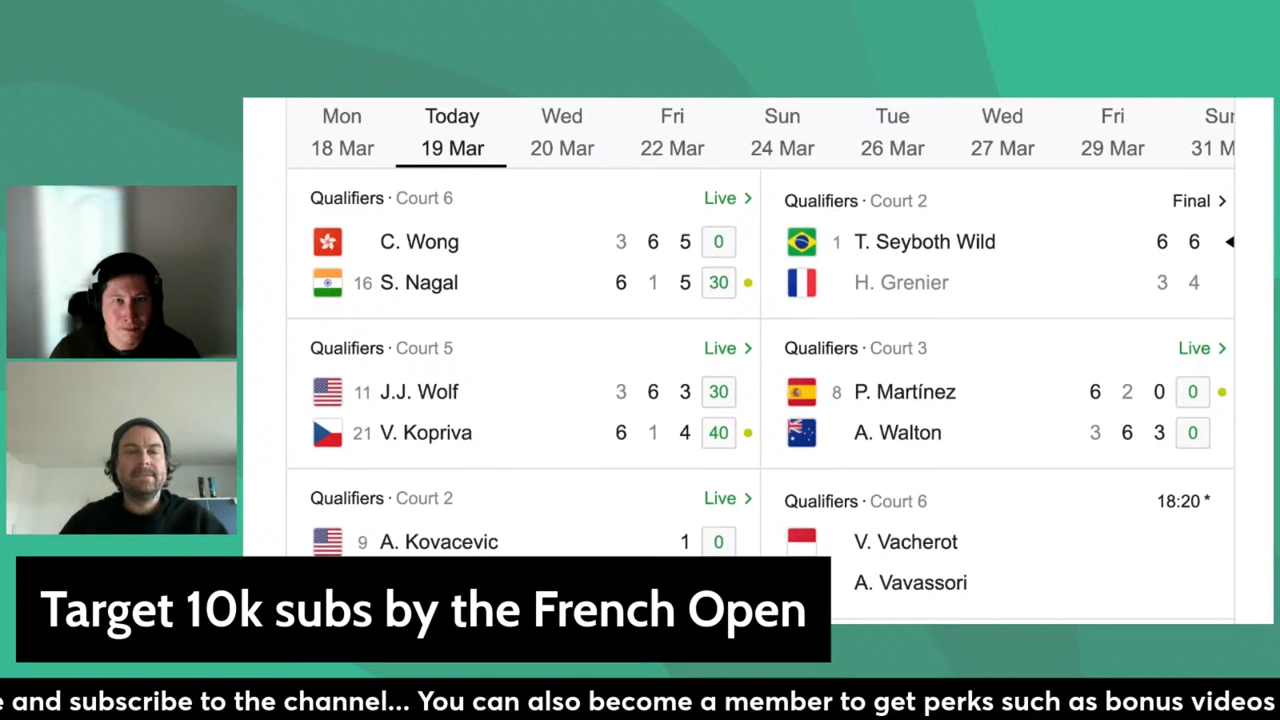 Mon Today Wed Fri Sun Tue Wed Fri Sun
18 Mar 19 Mar 20 Mar 22 Mar 24 Mar 26 Mar 27 Mar 29 Mar 31 M
Qualifiers · Court 6 Live
C. Wong 3 6 5 0
16 S. Nagal 6 1 5 30
Qualifiers · Court 2 Final
1 T. Seyboth Wild 6 6
H. Grenier 3 4
Qualifiers · Court 5 Live
11 J.J. Wolf 3 6 3 30
21 V. Kopriva 6 1 4 40
Qualifiers · Court 3 Live
8 P. Martínez 6 2 0 0
A. Walton 3 6 3 0
Qualifiers · Court 2 Live
9 A. Kovacevic 1 0
Qualifiers · Court 6 18:20 *
V. Vacherot
A. Vavassori
Target 10k subs by the French Open
e and subscribe to the channel... You can also become a member to get perks such as bonus videos